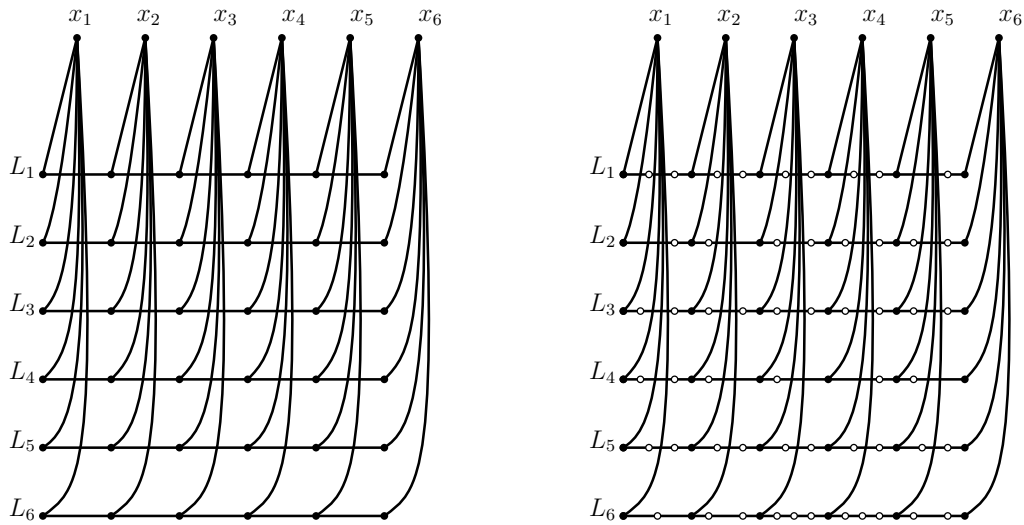 x₁ x₂ x₃ x₄ x₅ x₆ x₁ x₂ x₃ x₄ x₅ x₆
L₁ L₁
L₂ L₂
L₃ L₃
L₄ L₄
L₅ L₅
L₆ L₆